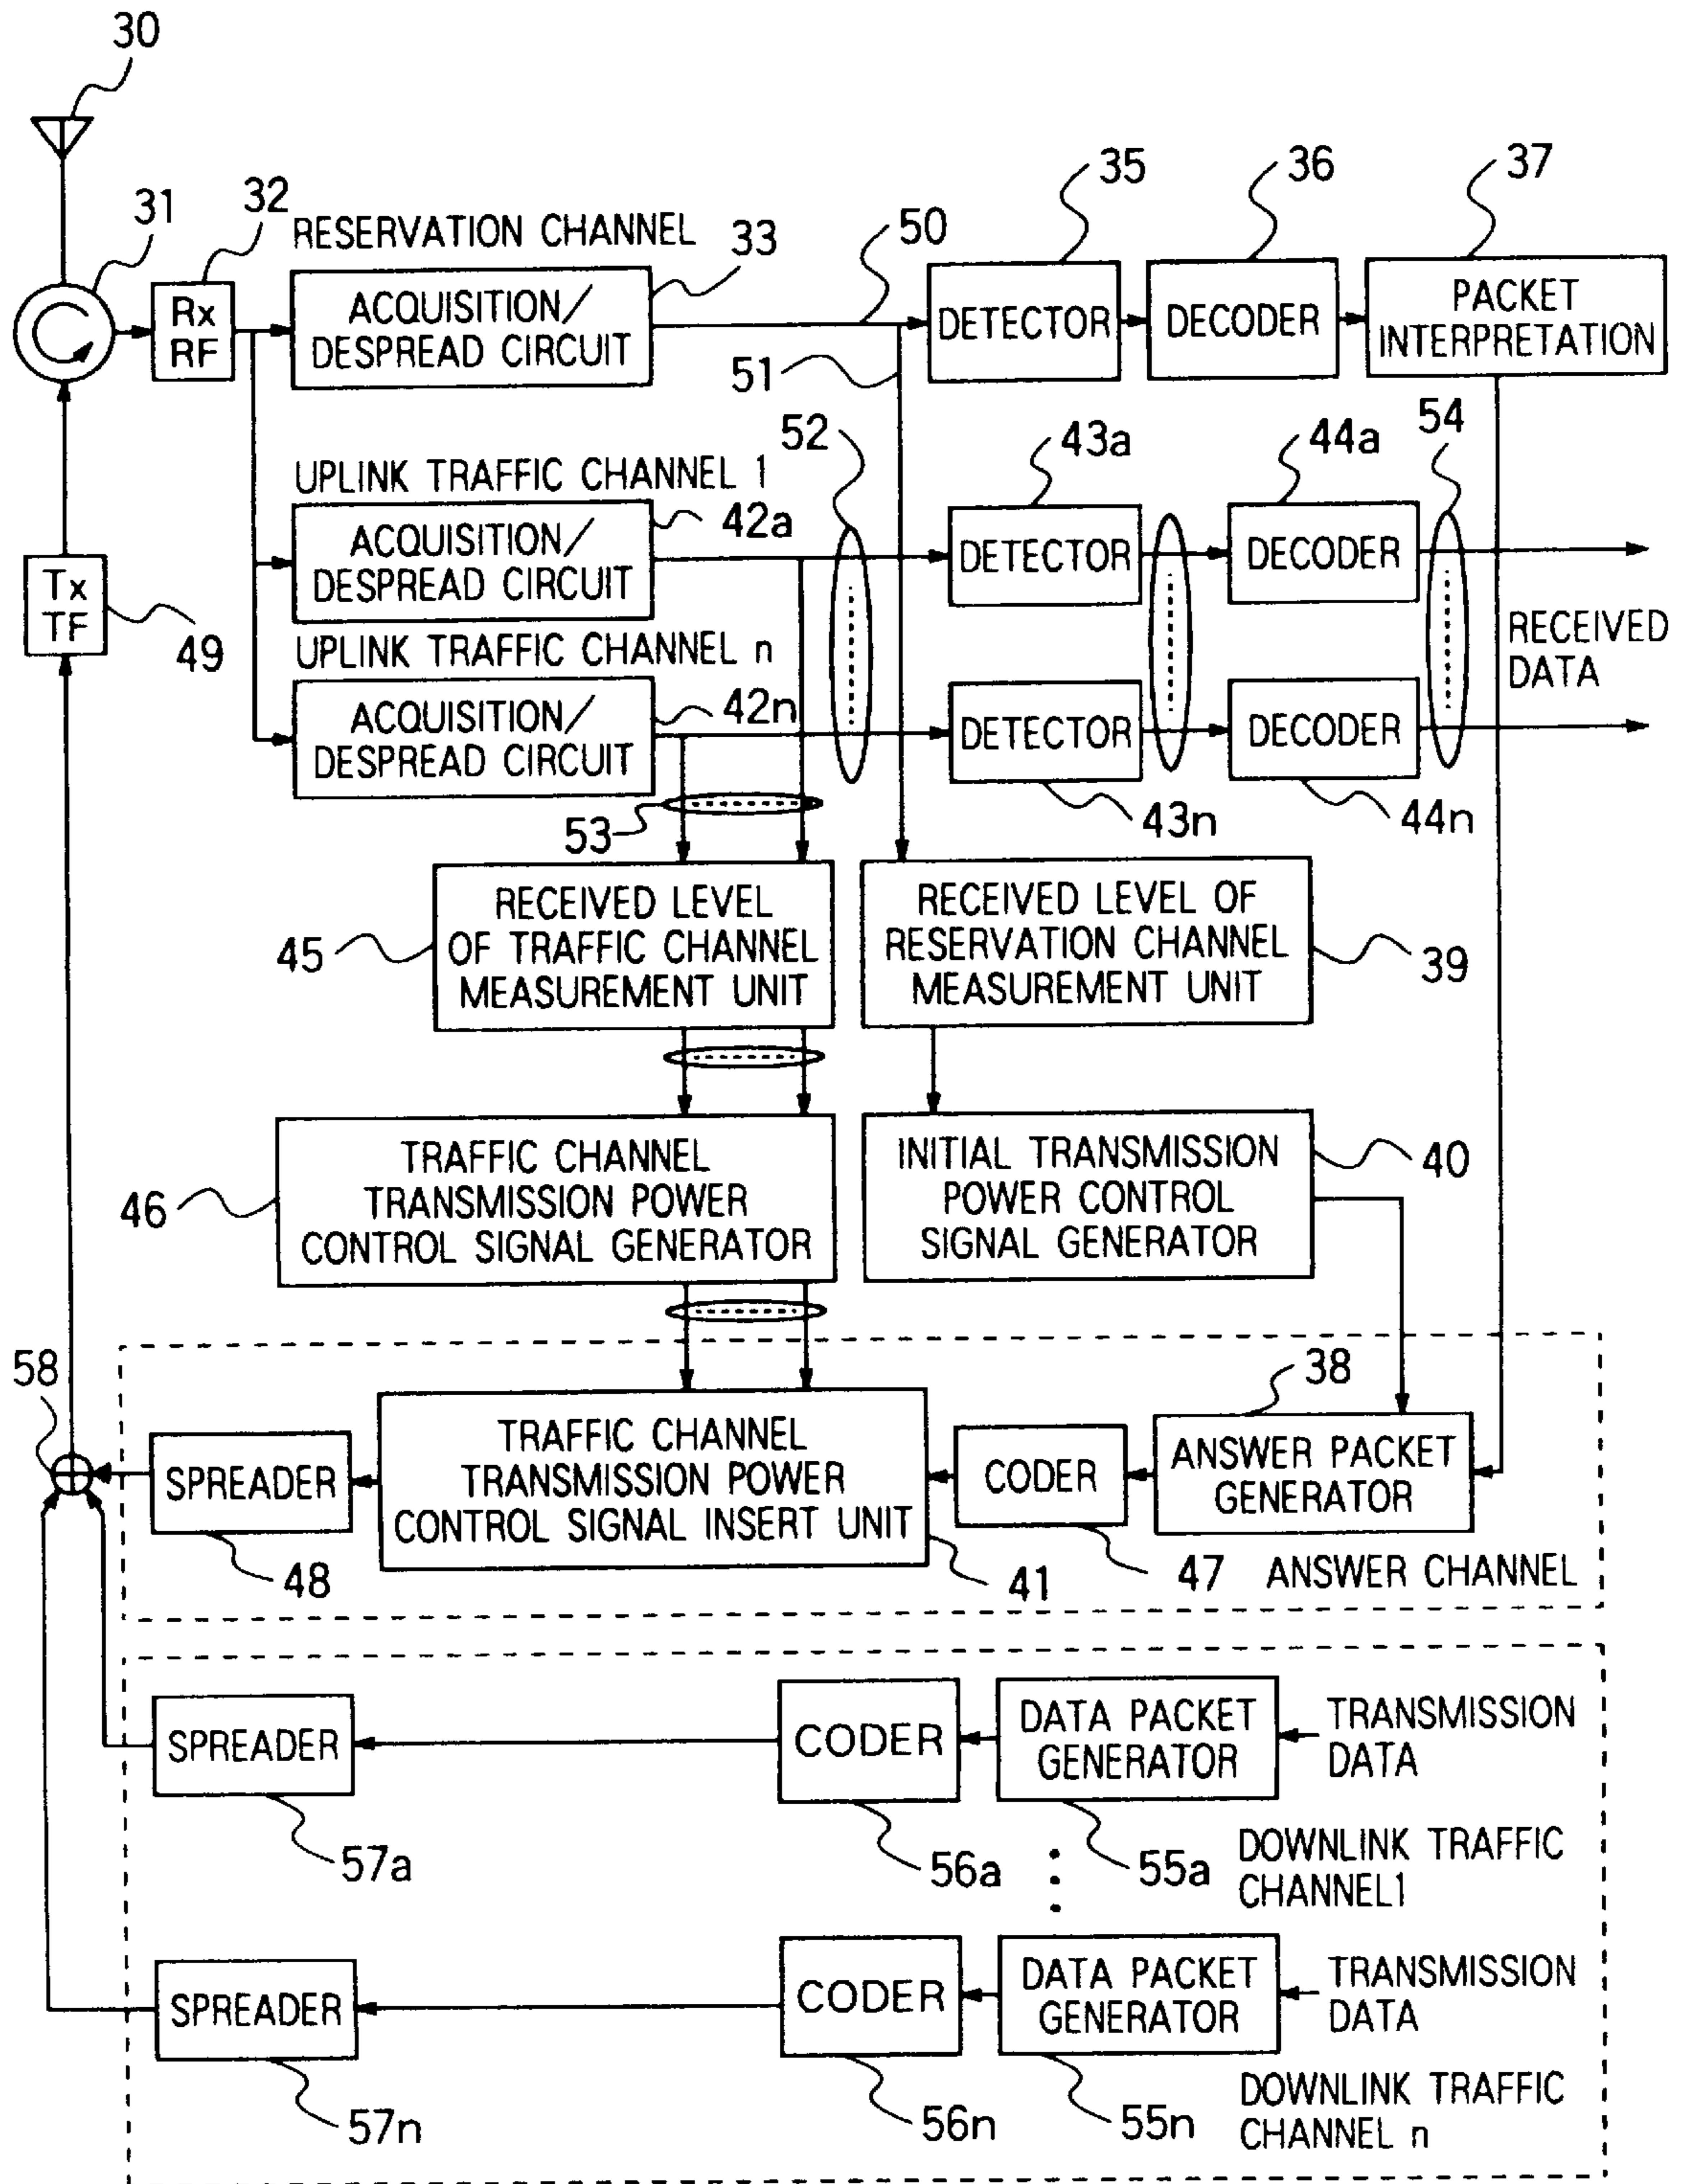 30
31
32
RESERVATION CHANNEL
33
50
35
36
37
Rx
RF
ACQUISITION/
DESPREAD CIRCUIT
DETECTOR
DECODER
PACKET
INTERPRETATION
51
52
43a
44a
54
UPLINK TRAFFIC CHANNEL 1
42a
ACQUISITION/
DESPREAD CIRCUIT
DETECTOR
DECODER
Tx
TF
49
RECEIVED
DATA
UPLINK TRAFFIC CHANNEL n
42n
ACQUISITION/
DESPREAD CIRCUIT
DETECTOR
DECODER
53
43n
44n
45
RECEIVED LEVEL
OF TRAFFIC CHANNEL
MEASUREMENT UNIT
RECEIVED LEVEL OF
RESERVATION CHANNEL
MEASUREMENT UNIT
39
46
TRAFFIC CHANNEL
TRANSMISSION POWER
CONTROL SIGNAL GENERATOR
INITIAL TRANSMISSION
POWER CONTROL
SIGNAL GENERATOR
40
58
38
SPREADER
TRAFFIC CHANNEL
TRANSMISSION POWER
CONTROL SIGNAL INSERT UNIT
CODER
ANSWER PACKET
GENERATOR
48
41
47
ANSWER CHANNEL
SPREADER
CODER
DATA PACKET
GENERATOR
TRANSMISSION
DATA
57a
56a
55a
DOWNLINK TRAFFIC
CHANNEL1
SPREADER
CODER
DATA PACKET
GENERATOR
TRANSMISSION
DATA
57n
56n
55n
DOWNLINK TRAFFIC
CHANNEL n